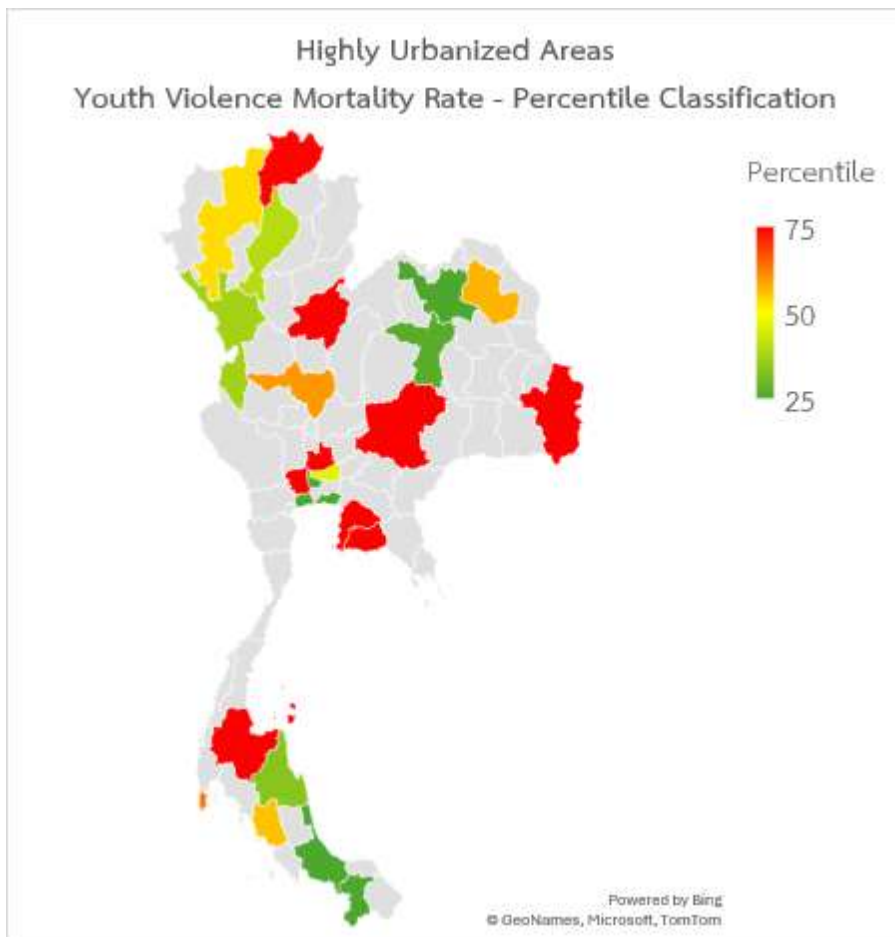 Highly Urbanized Areas
Youth Violence Mortality Rate - Percentile Classification
Percentile
75
50
25
Powered by Bing
© GeoNames, Microsoft, TomTom